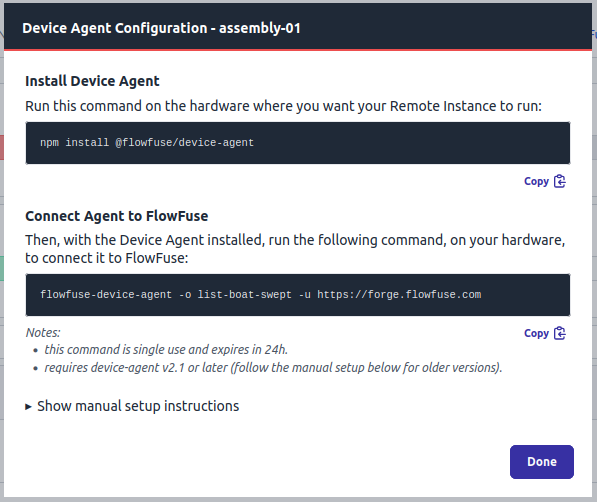 Device Agent Configuration - assembly-01
Install Device Agent
Run this command on the hardware where you want your Remote Instance to run:
npm install @flowfuse/device-agent
Copy
Connect Agent to FlowFuse
Then, with the Device Agent installed, run the following command, on your hardware,
to connect it to FlowFuse:
flowfuse-device-agent -o list-boat-swept -u https://forge.flowfuse.com
Copy
Notes:
• this command is single use and expires in 24h.
• requires device-agent v2.1 or later (follow the manual setup below for older versions).
▸ Show manual setup instructions
Done